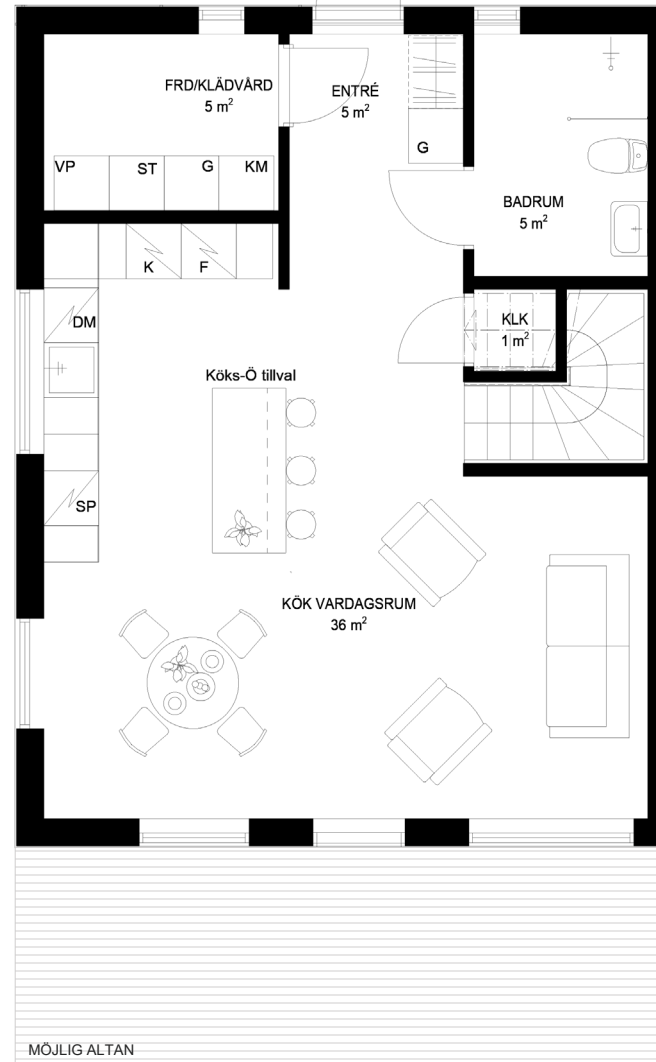 FRD/KLÄDVÅRD
5 m²
ENTRÉ
5 m²
G
VP
ST
G
KM
BADRUM
5 m²
K
F
DM
KLK
1 m²
Köks-Ö tillval
SP
KÖK VARDAGSRUM
36 m²
MÖJLIG ALTAN